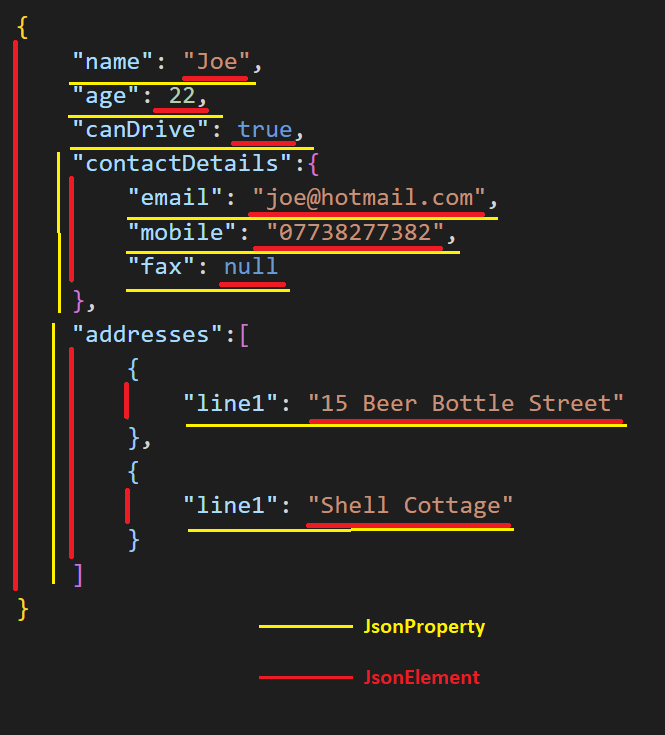 {
"name": "Joe",
"age": 22,
"canDrive": true,
"contactDetails":{
"email": "joe@hotmail.com",
"mobile": "07738277382",
"fax": null
},
"addresses":[
{
"line1": "15 Beer Bottle Street"
},
{
"line1": "Shell Cottage"
}
]
}
JsonProperty
JsonElement